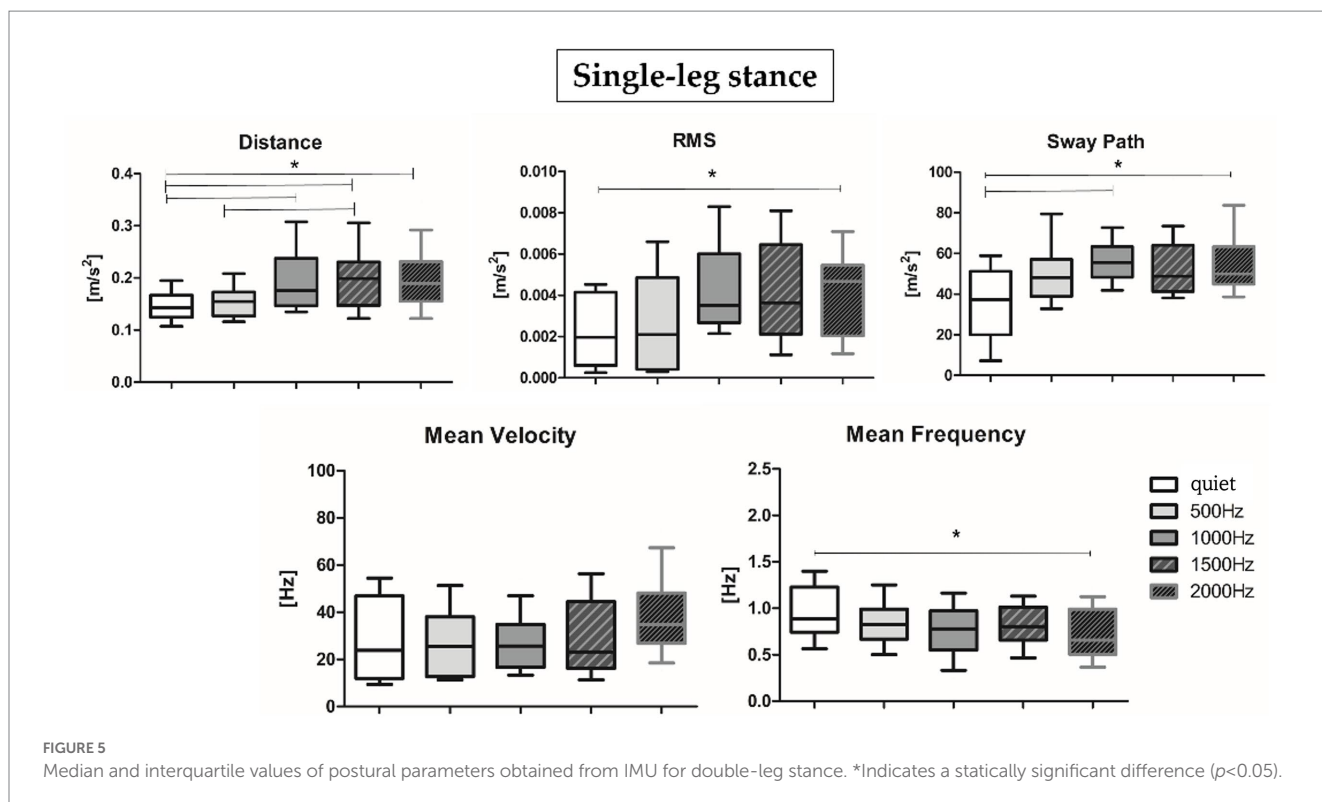 Single-leg stance
Distance
*
[m/s²]
0.4
0.3
0.2
0.1
0.0
RMS
*
[m/s²]
0.010
0.008
0.006
0.004
0.002
0.000
Sway Path
*
[m/s²]
100
80
60
40
20
0
Mean Velocity
[Hz]
100
80
60
40
20
0
Mean Frequency
*
[Hz]
2.5
2.0
1.5
1.0
0.5
0.0
quiet
500Hz
1000Hz
1500Hz
2000Hz
FIGURE 5
Median and interquartile values of postural parameters obtained from IMU for double-leg stance. *Indicates a statically significant difference (p<0.05).